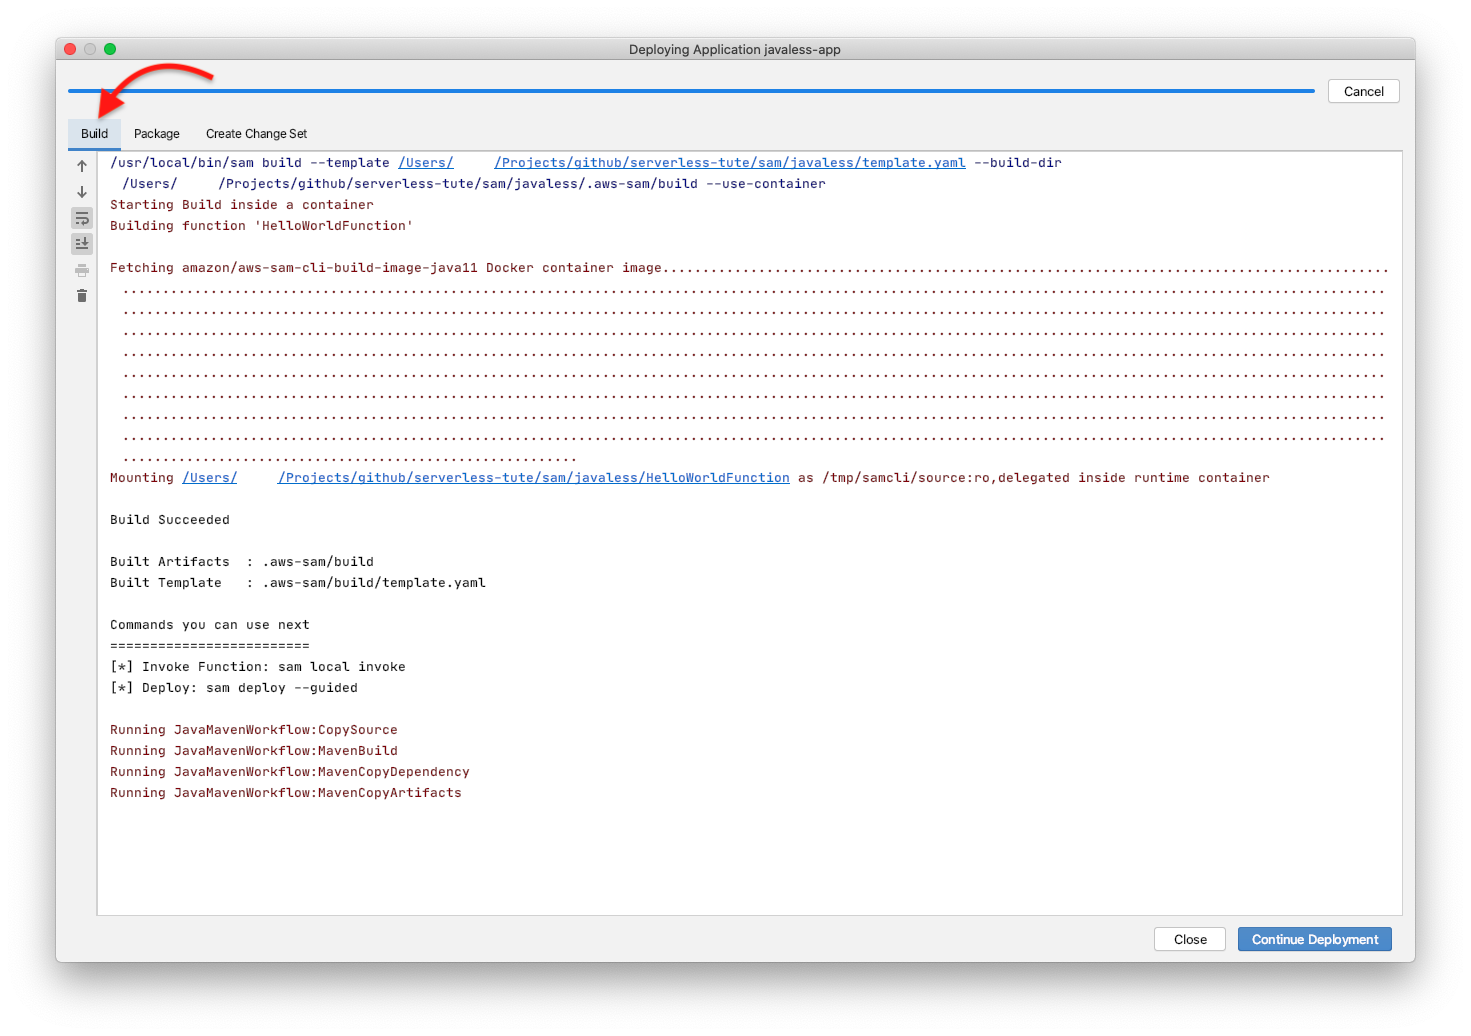 Deploying Application javaless-app
Cancel
Build Package Create Change Set
/usr/local/bin/sam build --template /Users/ /Projects/github/serverless-tute/sam/javaless/template.yaml --build-dir
/Users/ /Projects/github/serverless-tute/sam/javaless/.aws-sam/build --use-container
Starting Build inside a container
Building function 'HelloWorldFunction'
Fetching amazon/aws-sam-cli-build-image-java11 Docker container image...........................................................................................
..............................................................................................................................................................
..............................................................................................................................................................
..............................................................................................................................................................
..............................................................................................................................................................
..............................................................................................................................................................
..............................................................................................................................................................
..............................................................................................................................................................
..............................................................................................................................................................
.........................................................
Mounting /Users/ /Projects/github/serverless-tute/sam/javaless/HelloWorldFunction as /tmp/samcli/source:ro,delegated inside runtime container
Build Succeeded
Built Artifacts  : .aws-sam/build
Built Template   : .aws-sam/build/template.yaml
Commands you can use next
=========================
[*] Invoke Function: sam local invoke
[*] Deploy: sam deploy --guided
Running JavaMavenWorkflow:CopySource
Running JavaMavenWorkflow:MavenBuild
Running JavaMavenWorkflow:MavenCopyDependency
Running JavaMavenWorkflow:MavenCopyArtifacts
Close Continue Deployment